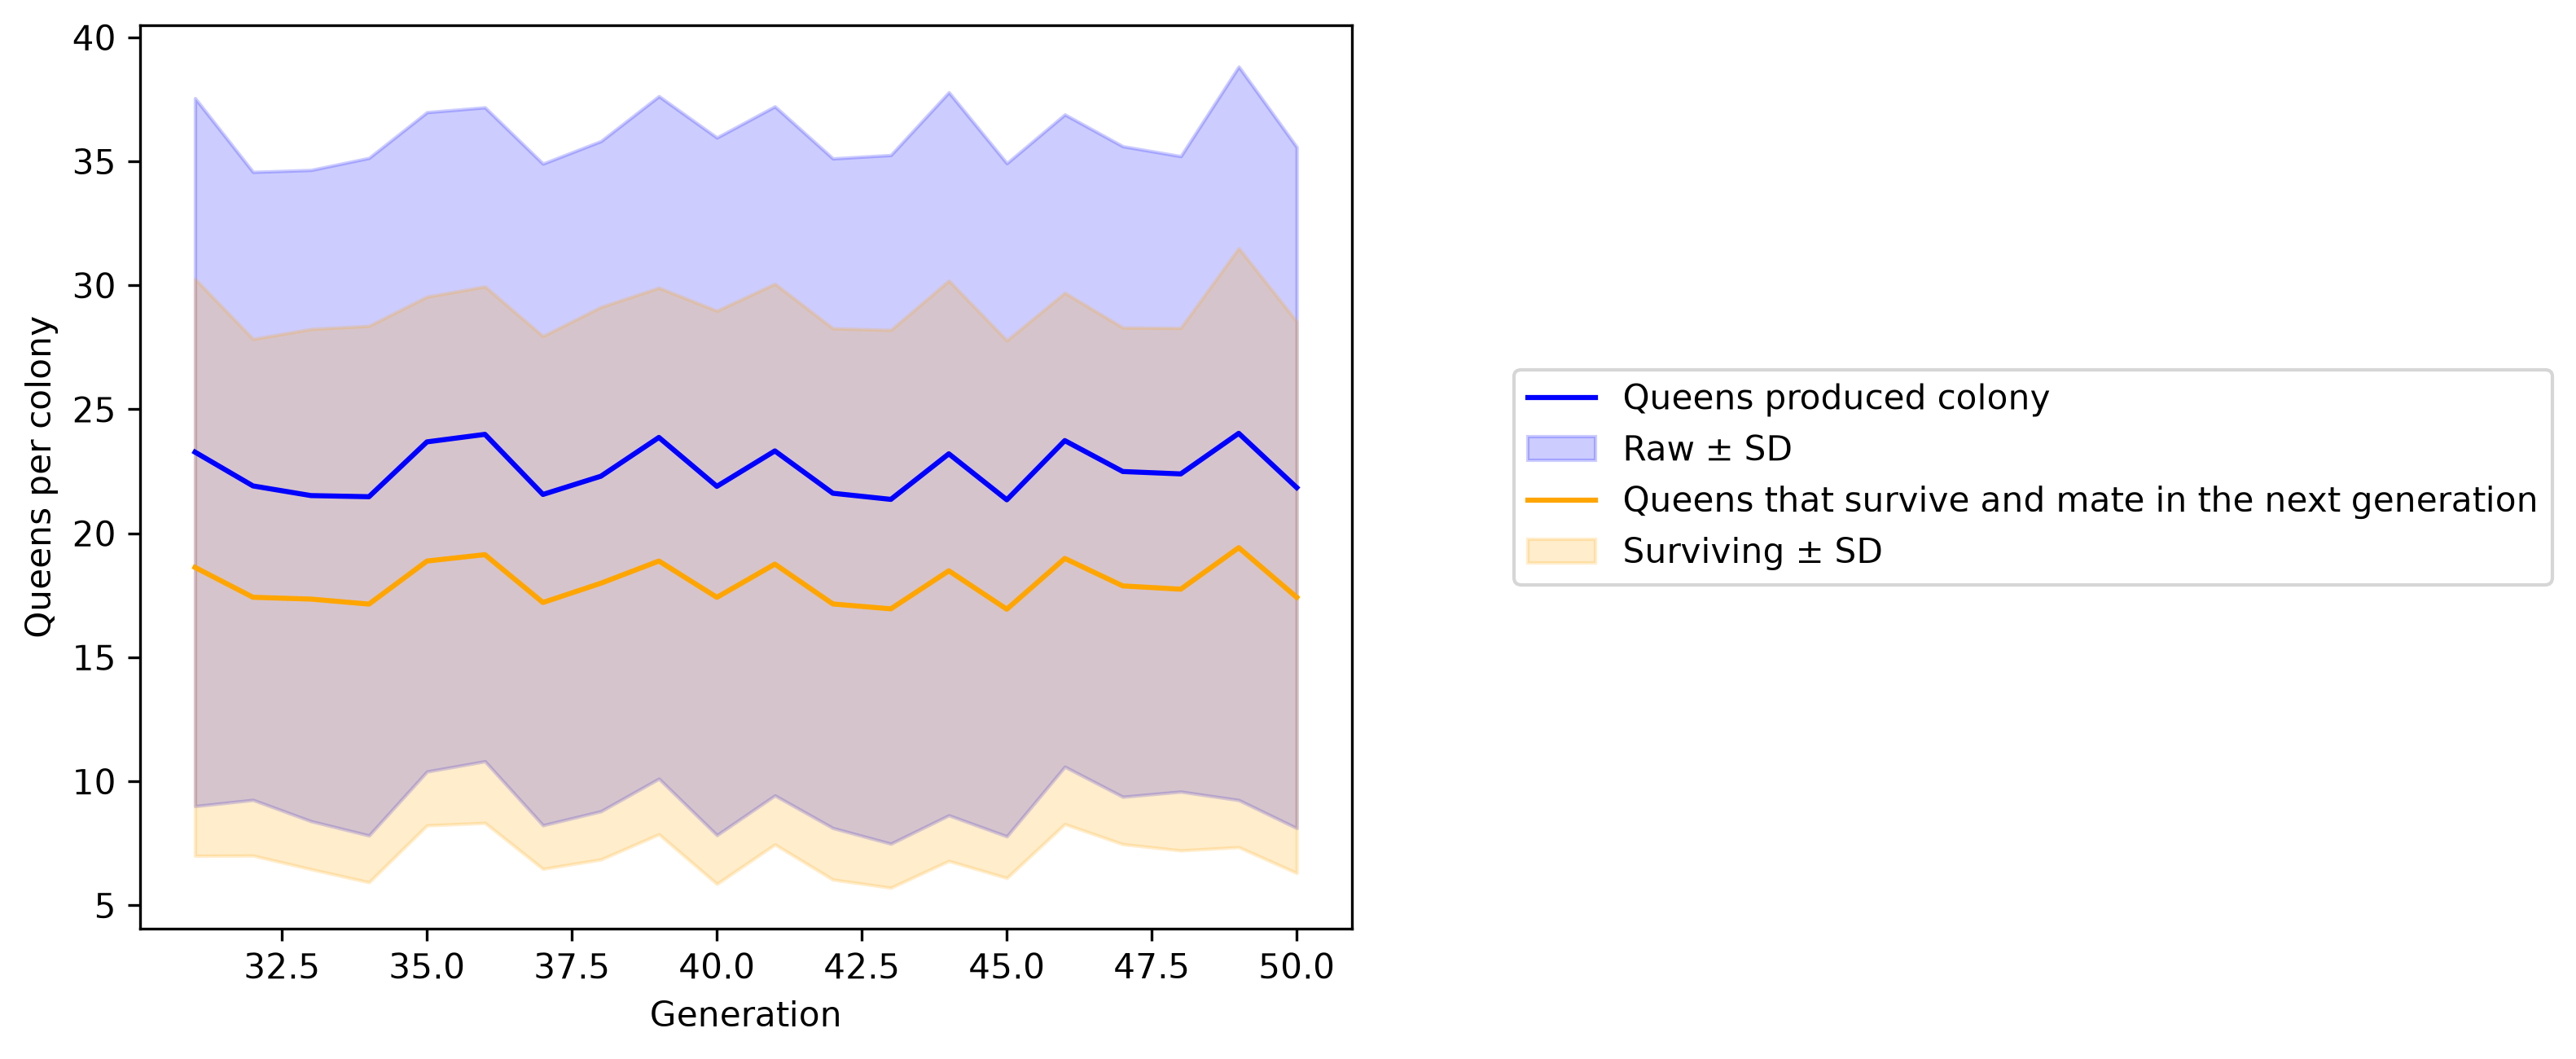 40
35
30
25
20
15
10
5
Queens per colony
32.5 35.0 37.5 40.0 42.5 45.0 47.5 50.0
Generation
Queens produced colony
Raw ± SD
Queens that survive and mate in the next generation
Surviving ± SD